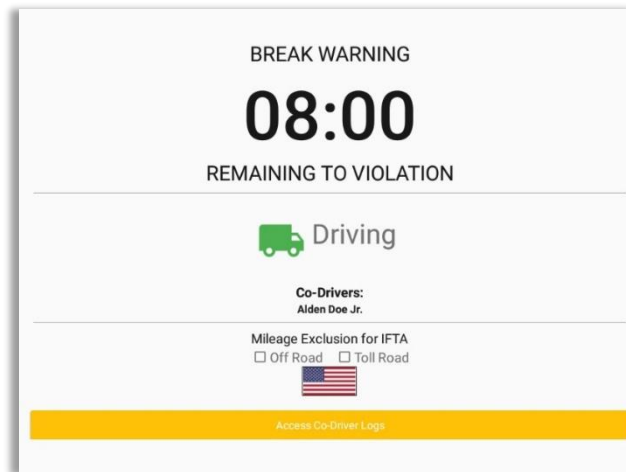 BREAK WARNING
08:00
REMAINING TO VIOLATION
Driving
Co-Drivers:
Alden Doe Jr.
Mileage Exclusion for IFTA
Off Road Toll Road
Access Co-Driver Logs